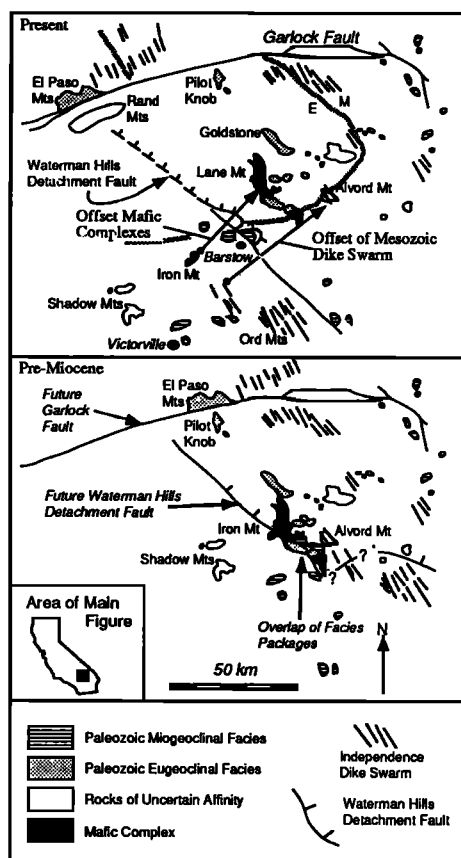 Present
Garlock Fault
El Paso
Mts
Pilot
Knob
Rand
Mts
E M
Goldstone
Waterman Hills
Detachment Fault
Lane Mt
Alvord Mt
Offset Mafic
Complexes
Barstow
Offset of Mesozoic
Dike Swarm
Iron Mt
Shadow Mts
Victorville
Ord Mts
Pre-Miocene
El Paso
Mts
Future
Garlock
Fault
Pilot
Knob
Future Waterman Hills
Detachment Fault
Iron Mt
Alvord Mt
Shadow Mts
?
?
Overlap of Facies
Packages
Area of Main
Figure
N
50 km
Paleozoic Miogeoclinal Facies
Paleozoic Eugeoclinal Facies
Rocks of Uncertain Affinity
Mafic Complex
Independence
Dike Swarm
Waterman Hills
Detachment Fault